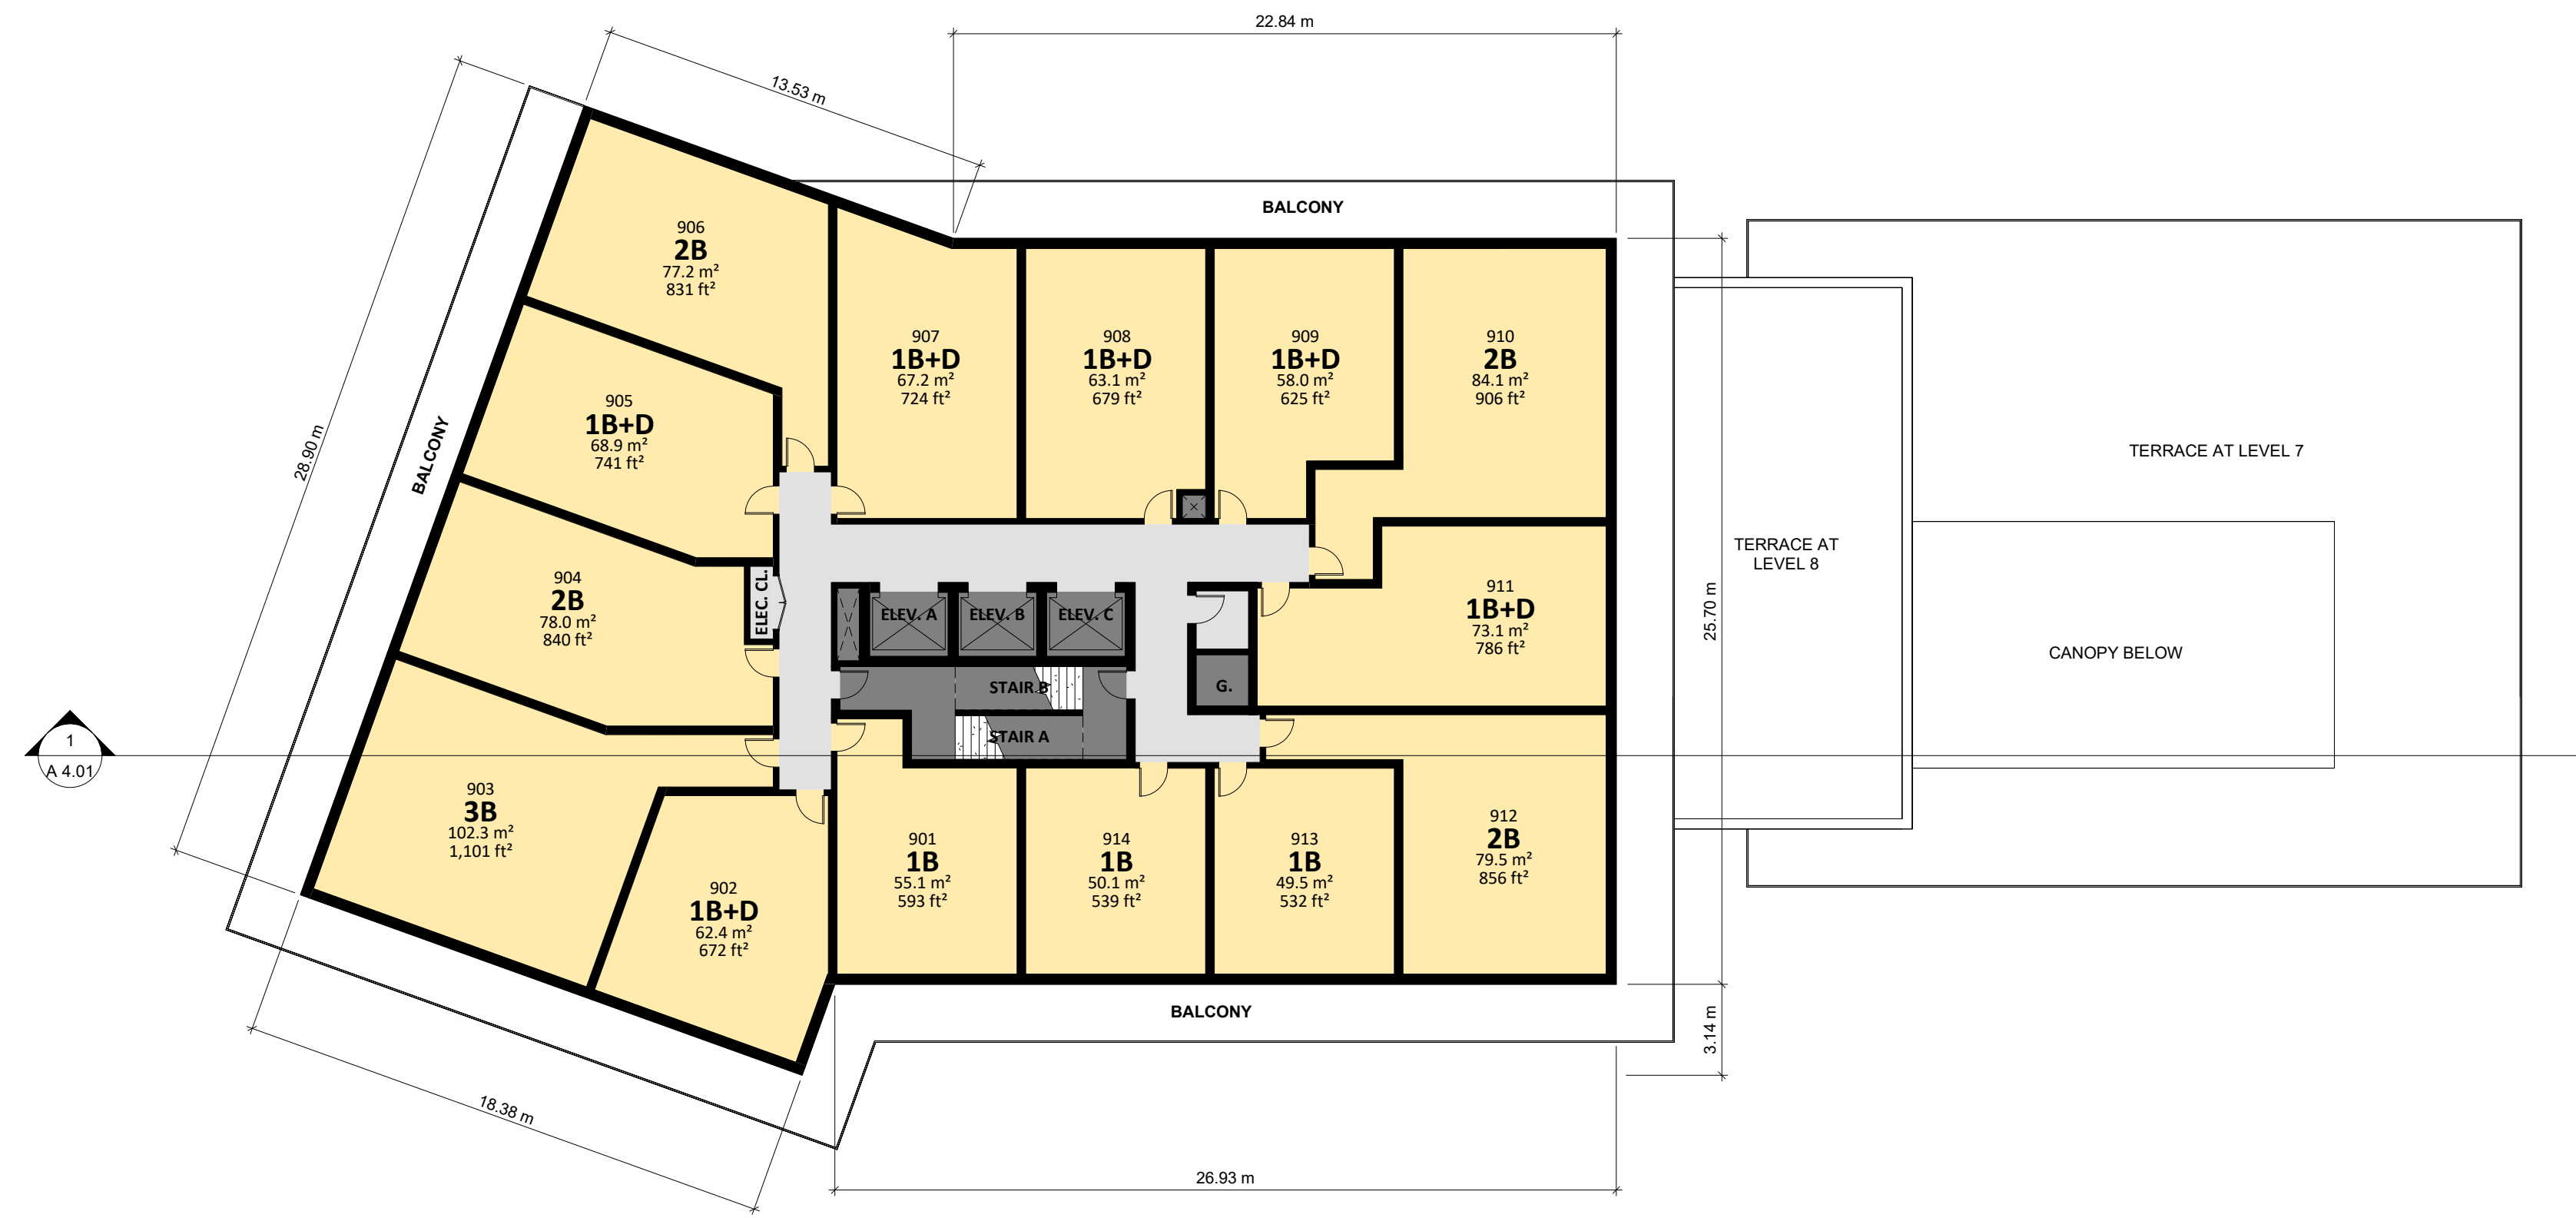 22.84 m
13.53 m
BALCONY
906
2B
77.2 m²
831 ft²
907
1B+D
67.2 m²
724 ft²
908
1B+D
63.1 m²
679 ft²
909
1B+D
58.0 m²
625 ft²
910
2B
84.1 m²
906 ft²
905
1B+D
68.9 m²
741 ft²
28.90 m
BALCONY
TERRACE AT LEVEL 7
TERRACE AT
LEVEL 8
904
2B
78.0 m²
840 ft²
ELEC. CL.
ELEV. A
ELEV. B
ELEV. C
911
1B+D
73.1 m²
786 ft²
25.70 m
CANOPY BELOW
STAIR B
G.
STAIR A
1
A 4.01
903
3B
102.3 m²
1,101 ft²
902
1B+D
62.4 m²
672 ft²
901
1B
55.1 m²
593 ft²
914
1B
50.1 m²
539 ft²
913
1B
49.5 m²
532 ft²
912
2B
79.5 m²
856 ft²
BALCONY
3.14 m
18.38 m
26.93 m